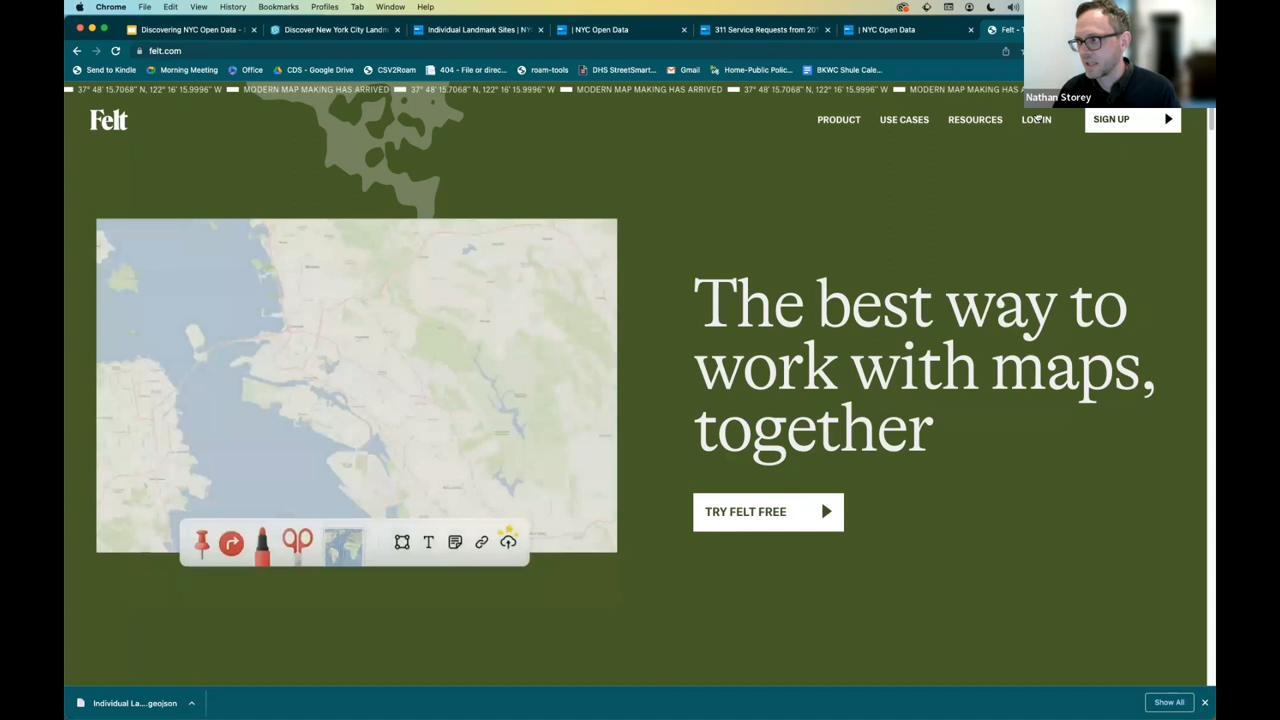 Chrome File Edit View History Bookmarks Profiles Tab Window Help
Discovering NYC Open Data - Discover New York City Landm Individual Landmark Sites | NY | NYC Open Data 311 Service Requests from 20 | NYC Open Data Felt - T
felt.com
Send to Kindle Morning Meeting Office CDS - Google Drive CSV2Roam 404 - File or direc... roam-tools DHS StreetSmart... Gmail Home-Public Polic... BKWC Shule Cale...
37° 48' 15.7068" N, 122° 16' 15.9996" W MODERN MAP MAKING HAS ARRIVED 37° 48' 15.7068" N, 122° 16' 15.9996" W MODERN MAP MAKING HAS ARRIVED 37° 48' 15.7068" N, 122° 16' 15.9996" W MODERN MAP MAKING HAS A
Nathan Storey
Felt
PRODUCT USE CASES RESOURCES LOGIN SIGN UP
The best way to
work with maps,
together
TRY FELT FREE
T
Individual La....geojson
Show All